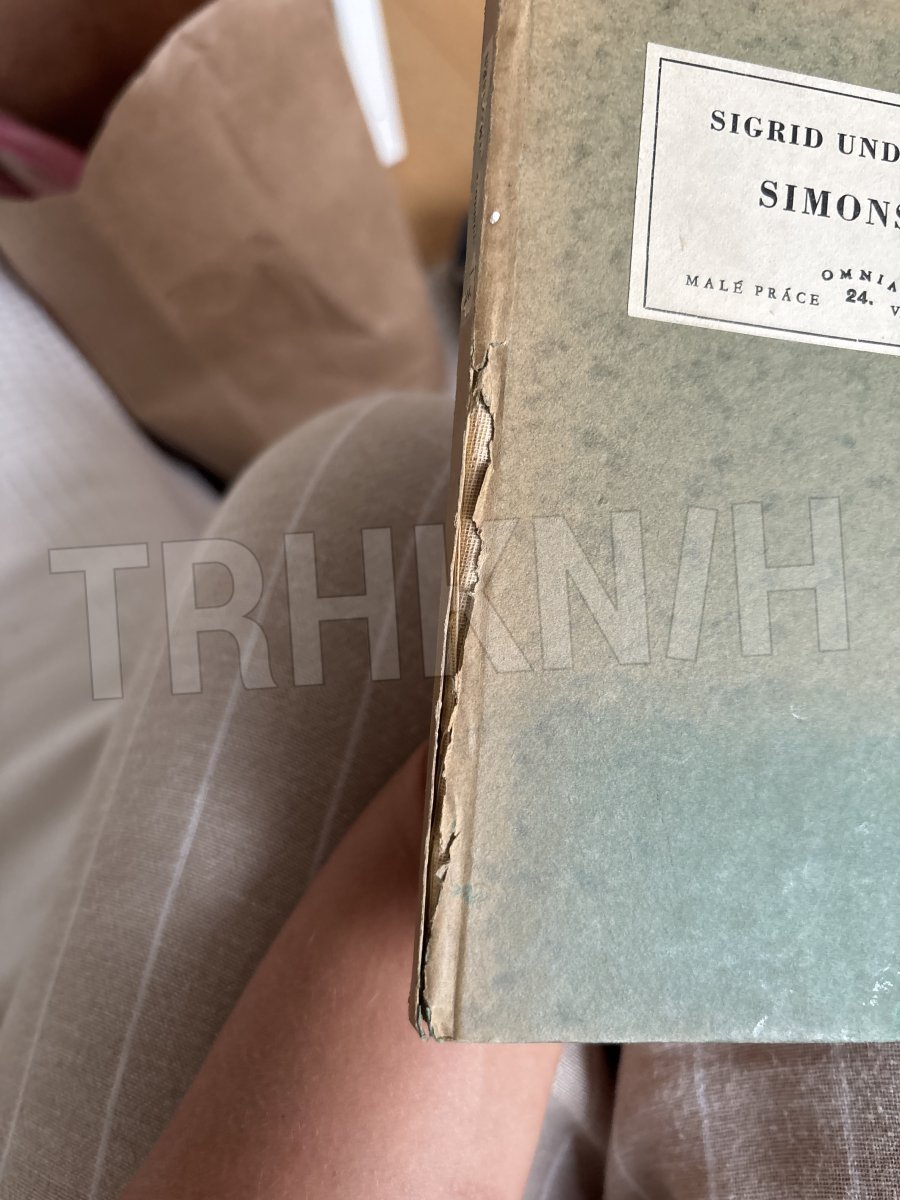 SIGRID UND
SIMONS
OMNIA
MALÉ PRÁCE 24. V
TRHKNIH